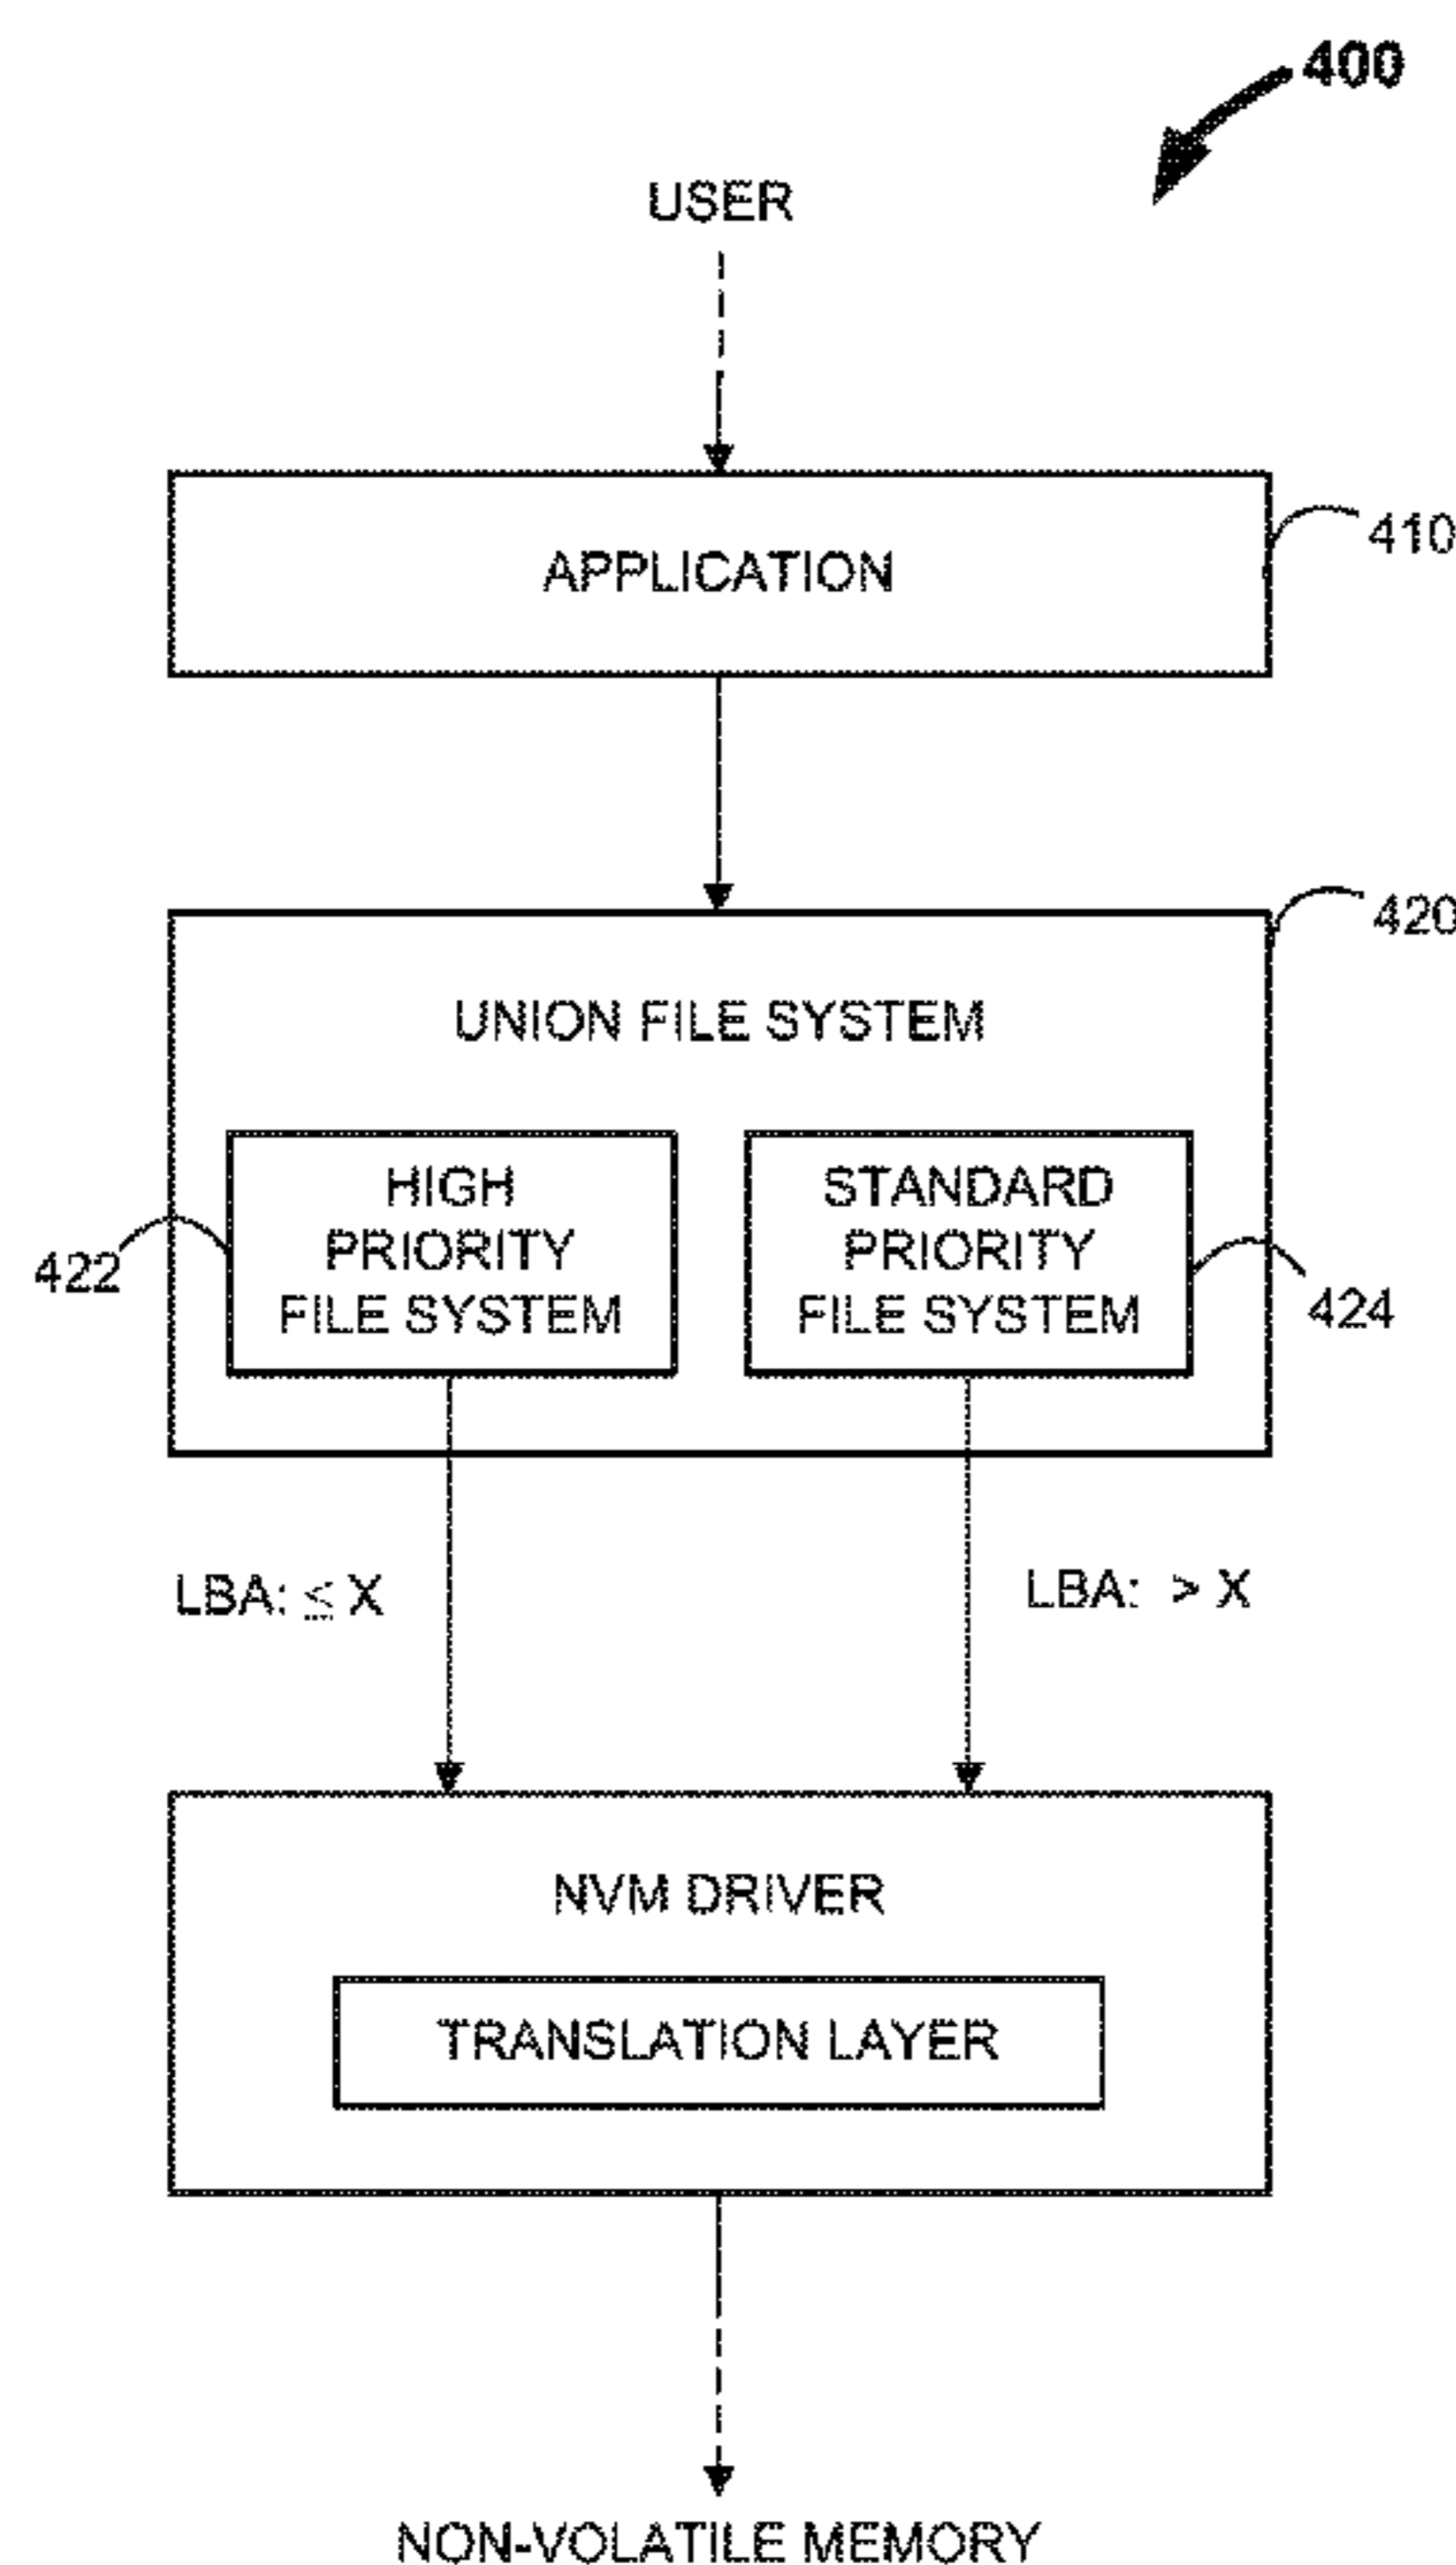 400
USER
APPLICATION
410
420
UNION FILE SYSTEM
HIGH
PRIORITY
FILE SYSTEM
STANDARD
PRIORITY
FILE SYSTEM
422
424
LBA: ≤ X
LBA: > X
NVM DRIVER
TRANSLATION LAYER
NON-VOLATILE MEMORY